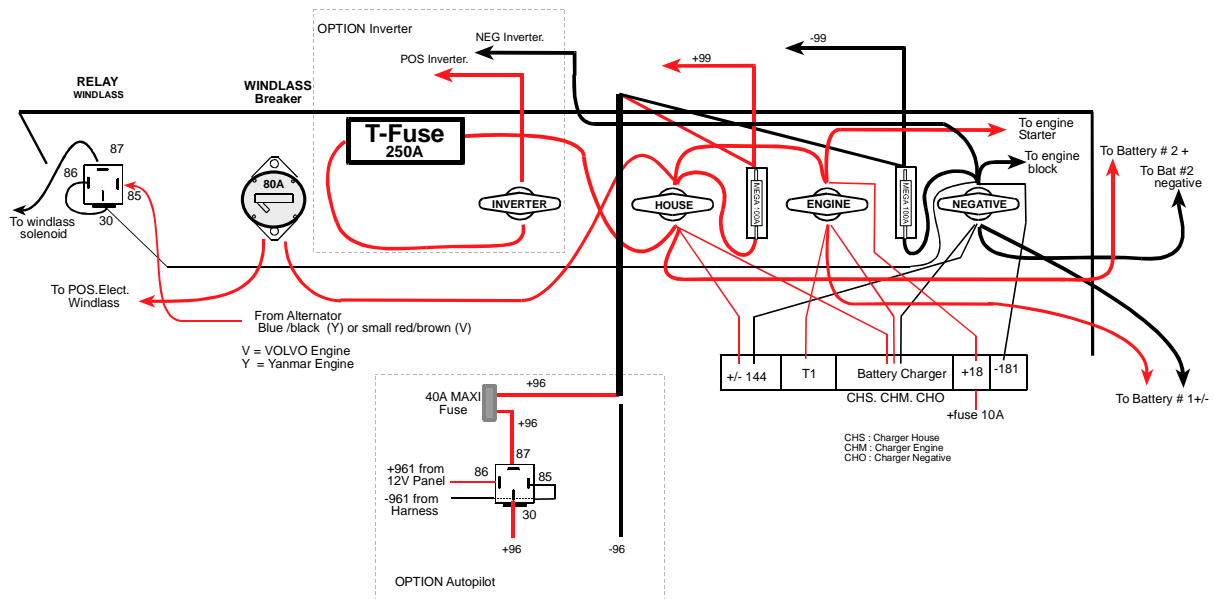 OPTION Inverter
NEG Inverter.
POS Inverter.
+99
-99
RELAY
WINDLASS
WINDLASS
Breaker
T-Fuse
250A
To engine
Starter
To engine
block
To Battery # 2 +
To Bat #2
negative
87
86
85
30
80A
INVERTER
HOUSE
MEGA 100A
ENGINE
MEGA 100A
NEGATIVE
To windlass
solenoid
To POS.Elect.
Windlass
From Alternator
Blue /black (Y) or small red/brown (V)
V = VOLVO Engine
Y = Yanmar Engine
+/- 144
T1
Battery Charger
+18
-181
CHS. CHM. CHO
+fuse 10A
To Battery # 1+/-
CHS : Charger House
CHM : Charger Engine
CHO : Charger Negative
40A MAXI
Fuse
+96
+96
87
86
85
30
+961 from
12V Panel
-961 from
Harness
+96
-96
OPTION Autopilot